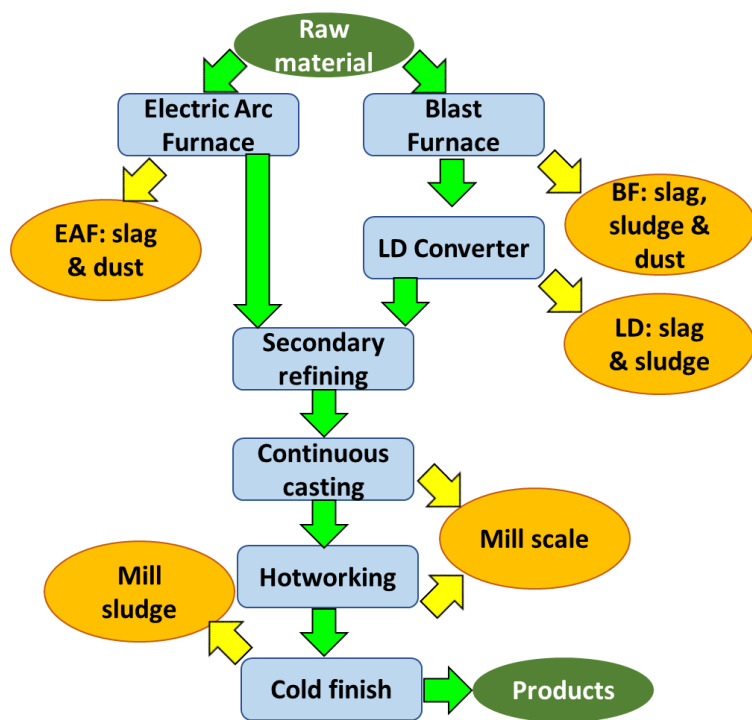 Raw
material
Electric Arc
Furnace
Blast
Furnace
EAF: slag
& dust
BF: slag,
sludge &
dust
LD Converter
LD: slag
& sludge
Secondary
refining
Continuous
casting
Mill scale
Hotworking
Mill
sludge
Cold finish
Products